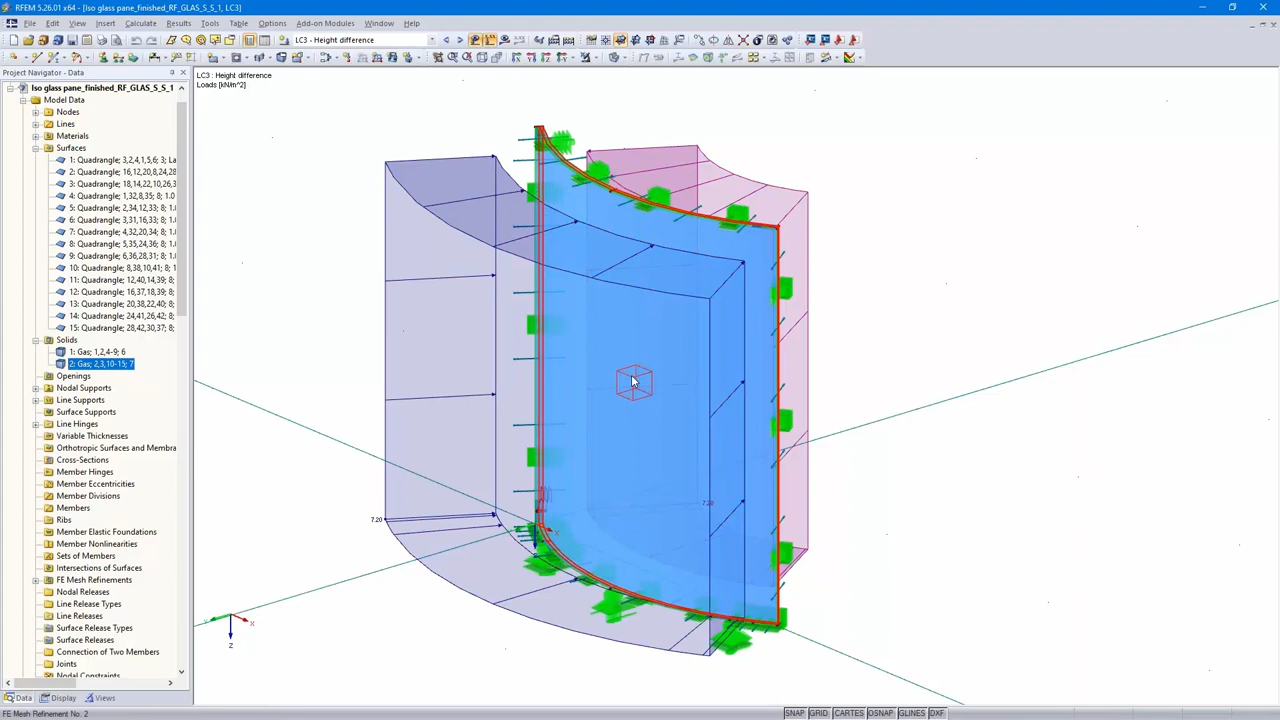 RFEM 5.26.01 x64 - [Iso glass pane_finished_RF_GLAS_S_S_1, LC3]
File Edit View Insert Calculate Results Tools Table Options Add-on Modules Window Help
LC3 - Height difference
Project Navigator - Data
LC3 : Height difference
Loads [kN/m^2]
Iso glass pane_finished_RF_GLAS_S_S_1
Model Data
Nodes
Lines
Materials
Surfaces
1: Quadrangle; 3,2,4,1,5,6; 3; La
2: Quadrangle; 16,12,20,8,24,28
3: Quadrangle; 18,14,22,10,26,3
4: Quadrangle; 1,32,8,35; 8; 1.0
5: Quadrangle; 2,34,12,33; 8; 1.
6: Quadrangle; 3,31,16,33; 8; 1.
7: Quadrangle; 4,32,20,34; 8; 1.
8: Quadrangle; 5,35,24,36; 8; 1.
9: Quadrangle; 6,36,28,31; 8; 1.
10: Quadrangle; 8,38,10,41; 8;
11: Quadrangle; 12,40,14,39; 8;
12: Quadrangle; 16,37,18,39; 8;
13: Quadrangle; 20,38,22,40; 8;
14: Quadrangle; 24,41,26,42; 8;
15: Quadrangle; 28,42,30,37; 8;
Solids
1: Gas; 1,2,4-9; 6
2: Gas; 2,3,10-15; 7
Openings
Nodal Supports
Line Supports
Surface Supports
Line Hinges
Variable Thicknesses
Orthotropic Surfaces and Membra
Cross-Sections
Member Hinges
Member Eccentricities
Member Divisions
Members
Ribs
Member Elastic Foundations
Member Nonlinearities
Sets of Members
Intersections of Surfaces
FE Mesh Refinements
Nodal Releases
Line Release Types
Line Releases
Surface Release Types
Surface Releases
Connection of Two Members
Joints
Nodal Constraints
7.20
7.20
X
Z
Data Display Views
FE Mesh Refinement No. 2
SNAP GRID CARTES OSNAP GLINES DXF